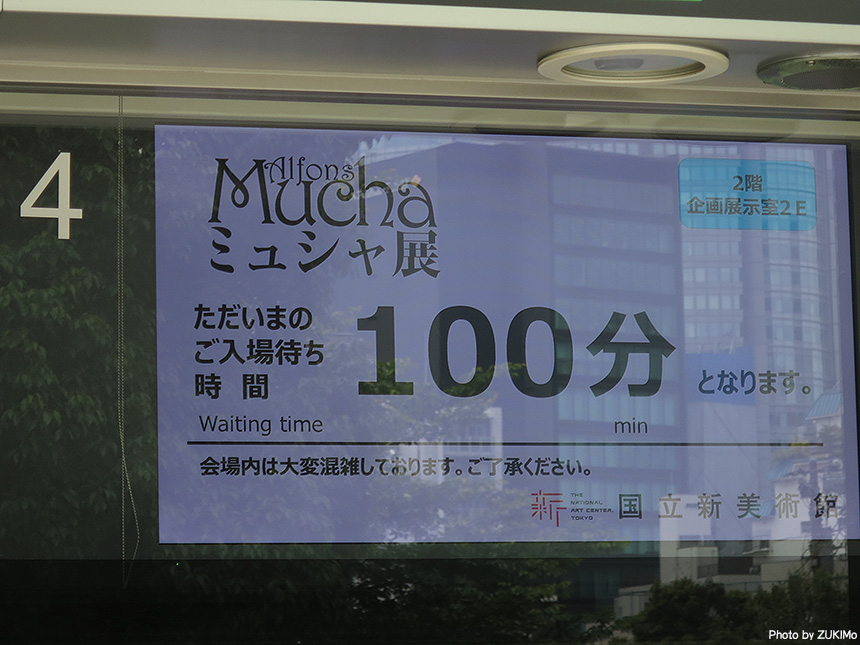 4
Alfons
Mucha
ミュシャ展
2階
企画展示室2E
ただいまの
ご入場待ち
時間
100分
となります。
Waiting time
min
会場内は大変混雑しております。ご了承ください。
新
THE
NATIONAL
ART CENTER,
TOKYO
国立新美術館
Photo by ZUKIMo